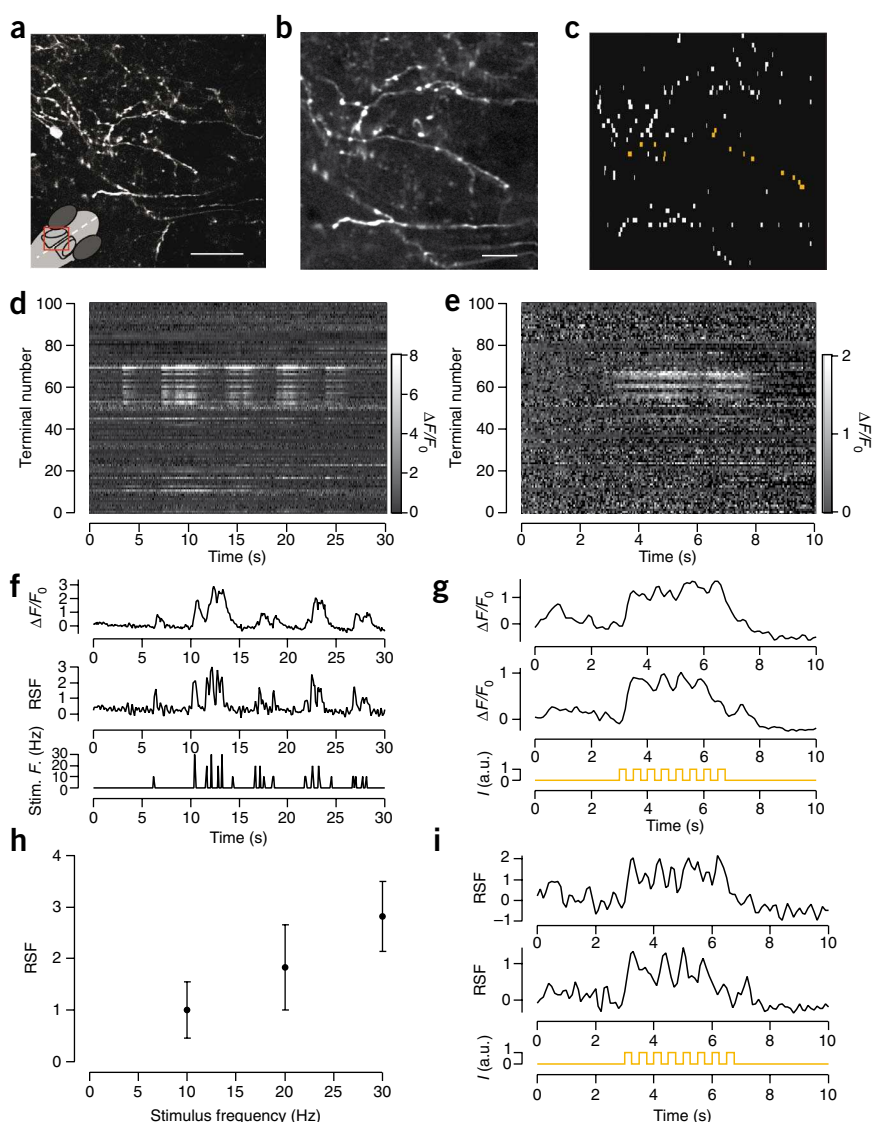 a
b
c
d
100
80
60
40
20
0
Terminal number
0 5 10 15 20 25 30
Time (s)
8
6
4
2
0
ΔF/F0
e
100
80
60
40
20
0
Terminal number
0 2 4 6 8 10
Time (s)
2
1
0
ΔF/F0
f
3
2
1
0
ΔF/F0
0 5 10 15 20 25 30
3
2
1
0
RSF
0 5 10 15 20 25 30
30
20
10
0
Stim. F. (Hz)
0 5 10 15 20 25 30
Time (s)
g
1
0
ΔF/F0
0 2 4 6 8 10
1
0
ΔF/F0
0 2 4 6 8 10
1
0
I (a.u.)
0 2 4 6 8 10
Time (s)
h
4
3
2
1
0
RSF
0 5 10 15 20 25 30
Stimulus frequency (Hz)
i
2
1
0
–1
RSF
0 2 4 6 8 10
1
0
RSF
0 2 4 6 8 10
1
0
I (a.u.)
0 2 4 6 8 10
Time (s)